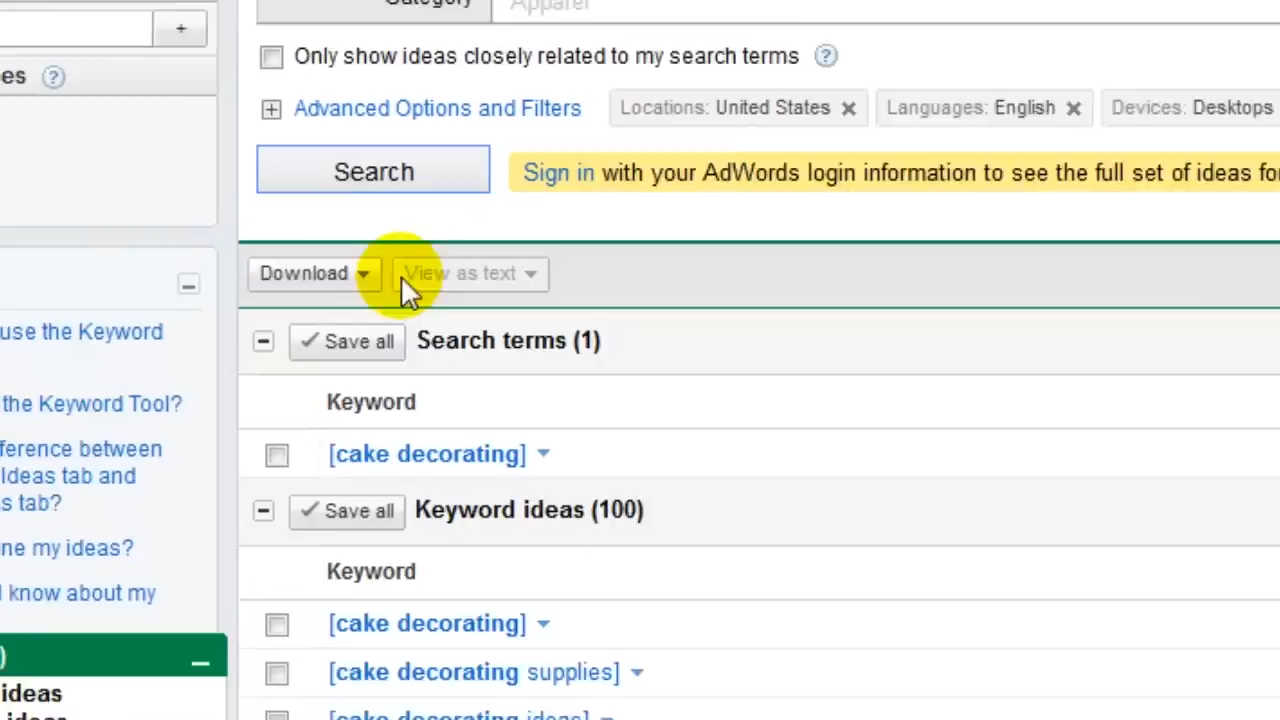 Category Apparel
+
es ?
Only show ideas closely related to my search terms ?
Advanced Options and Filters Locations: United States × Languages: English × Devices: Desktops
Search Sign in with your AdWords login information to see the full set of ideas fo
Download View as text
Save all Search terms (1)
use the Keyword
Keyword
the Keyword Tool?
ference between
[cake decorating]
Ideas tab and
s tab?
Save all Keyword ideas (100)
ne my ideas?
Keyword
I know about my
[cake decorating]
)
[cake decorating supplies]
ideas
[cake decorating ideas]
ideas